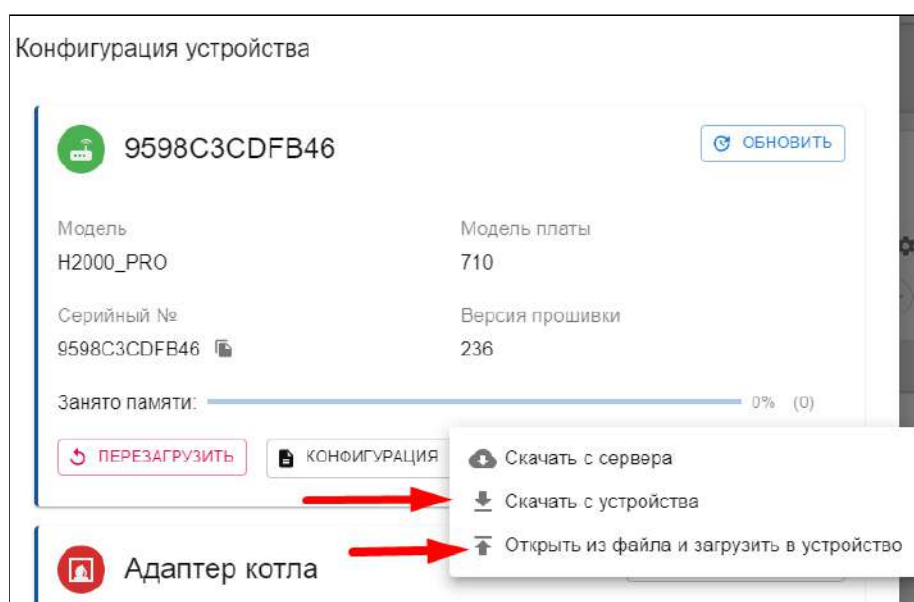 Конфигурация устройства
9598C3CDFB46
ОБНОВИТЬ
Модель
Модель платы
H2000_PRO
710
Серийный №
Версия прошивки
9598C3CDFB46
236
Занято памяти:
0% (0)
ПЕРЕЗАГРУЗИТЬ
КОНФИГУРАЦИЯ
Скачать с сервера
Скачать с устройства
Открыть из файла и загрузить в устройство
Адаптер котла